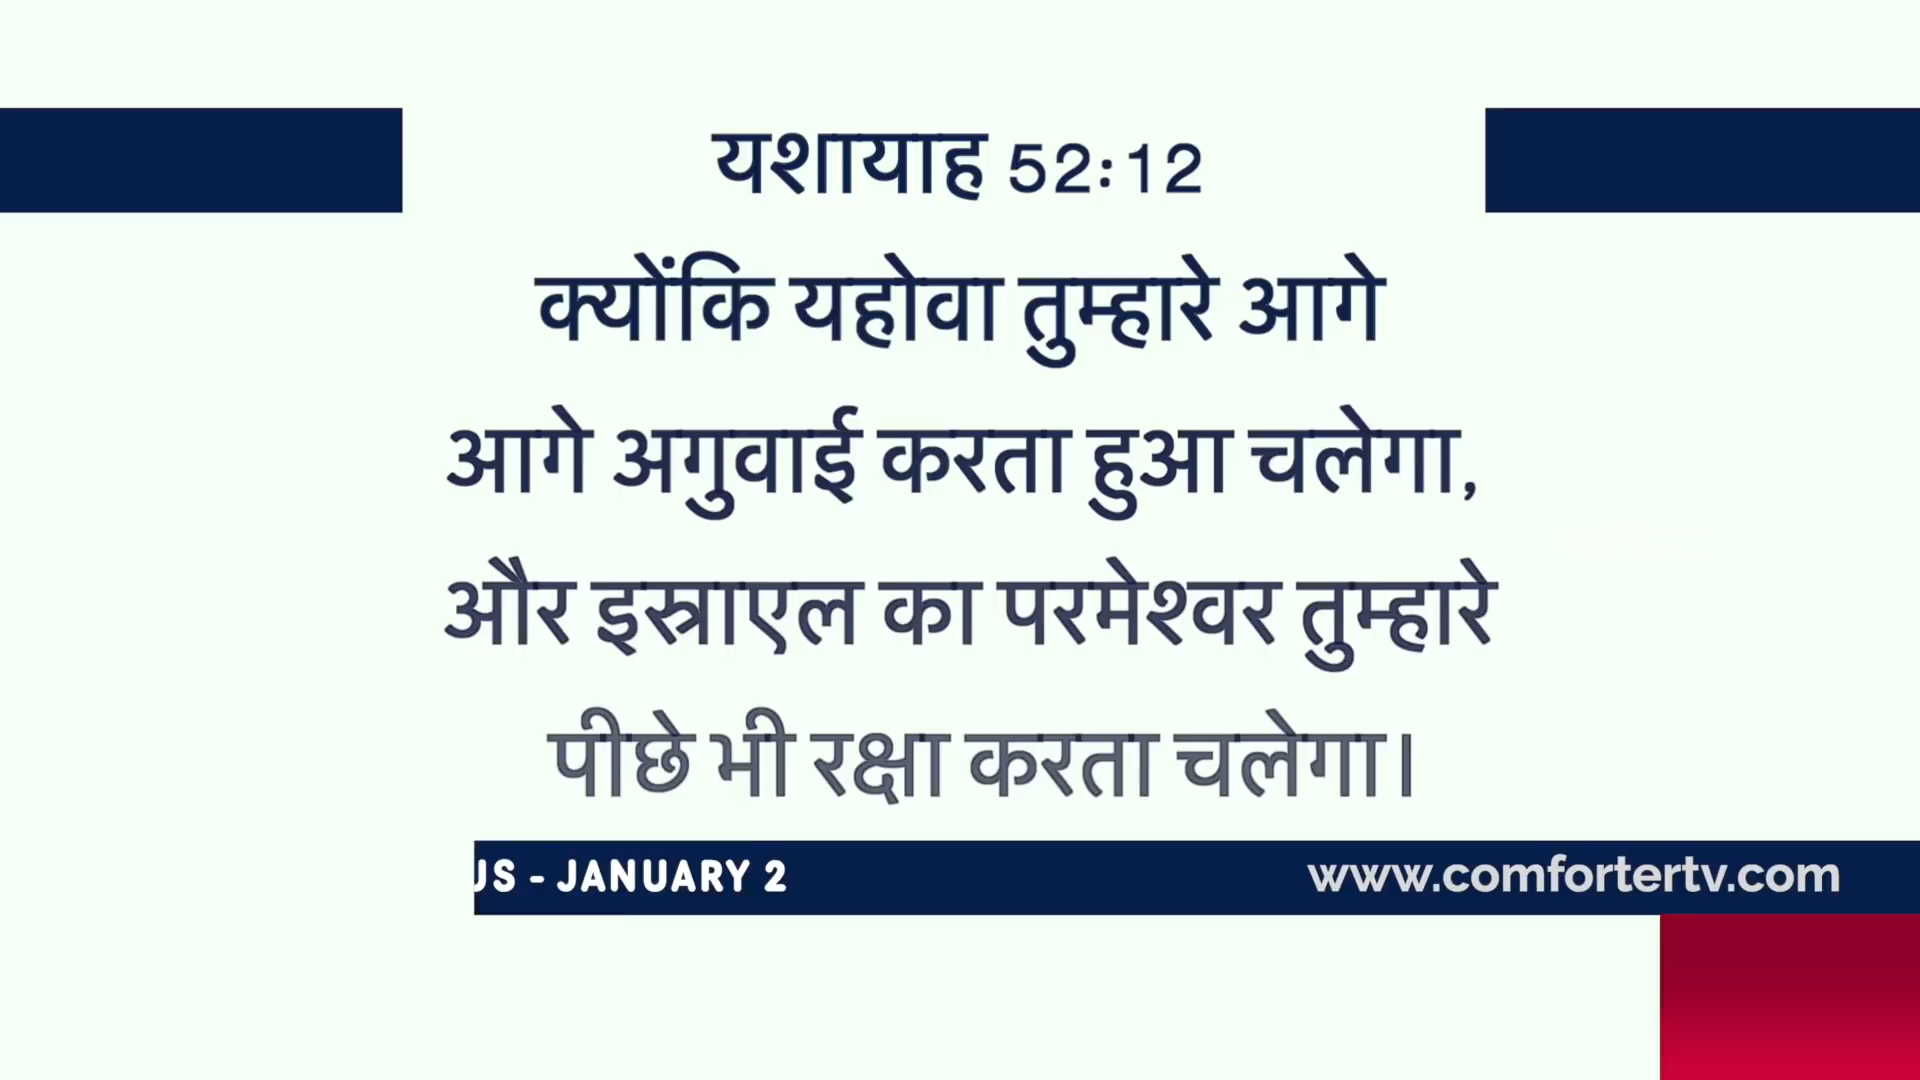 यशायाह 52:12
क्योंकि यहोवा तुम्हारे आगे
आगे अगुवाई करता हुआ चलेगा,
और इस्राएल का परमेश्वर तुम्हारे
पीछे भी रक्षा करता चलेगा।
US - JANUARY 2
www.comfortertv.com